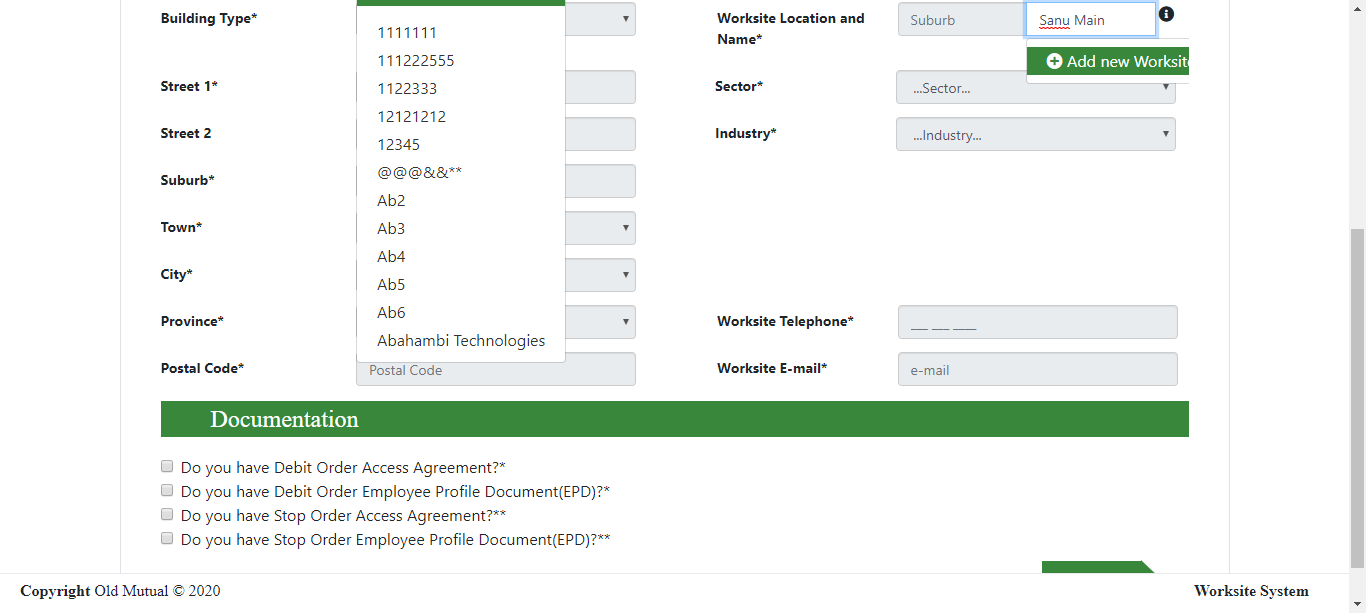 Building Type*
Worksite Location and
Name*
Suburb
Sanu Main
Add new Worksite
1111111
111222555
1122333
12121212
12345
@@@&&**
Ab2
Ab3
Ab4
Ab5
Ab6
Abahambi Technologies
Street 1*
Sector*
...Sector...
Street 2
Industry*
...Industry...
Suburb*
Town*
City*
Province*
Worksite Telephone*
___ ___ ____
Postal Code*
Postal Code
Worksite E-mail*
e-mail
Documentation
Do you have Debit Order Access Agreement?*
Do you have Debit Order Employee Profile Document(EPD)?*
Do you have Stop Order Access Agreement?**
Do you have Stop Order Employee Profile Document(EPD)?**
Copyright Old Mutual © 2020
Worksite System